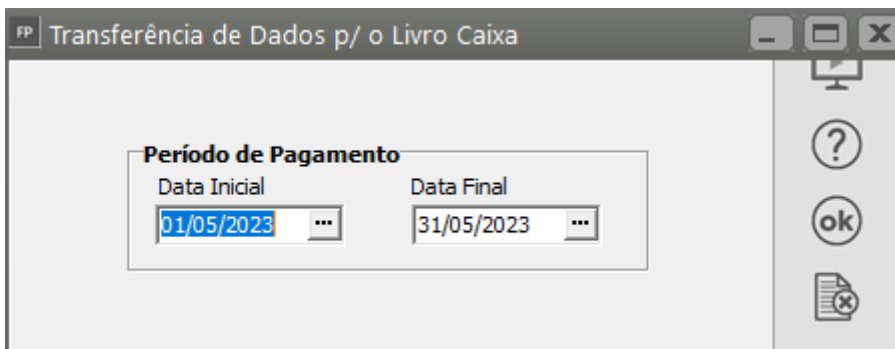 FP Transferência de Dados p/ o Livro Caixa
Período de Pagamento
Data Inicial Data Final
01/05/2023 ... 31/05/2023 ...
?
ok